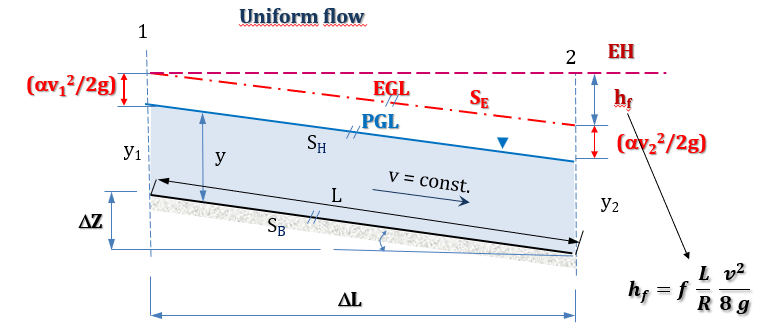 Uniform flow
1
2
EH
(αv₁²/2g)
EGL
S_E
h_f
PGL
(αv₂²/2g)
S_H
y₁
y
v = const.
L
y₂
ΔZ
S_B
h_f = f L/R v²/8 g
ΔL